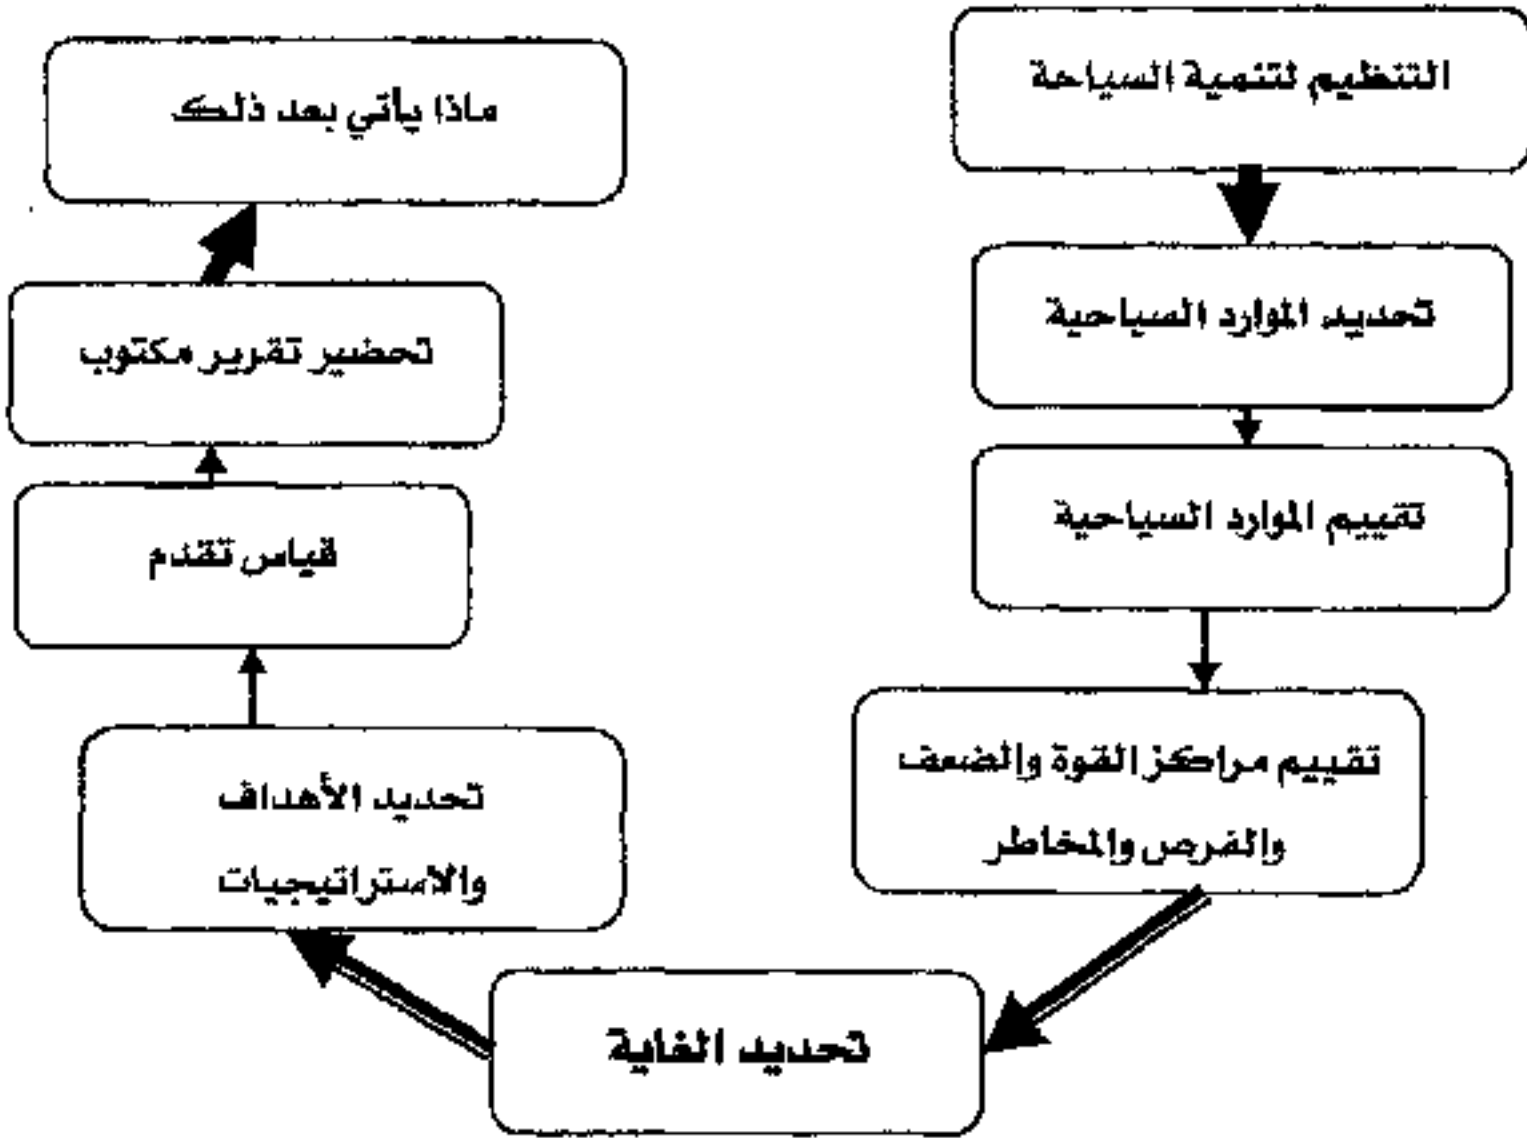 التنظيم لتنمية السياحة
تحديد الموارد السياحية
تقييم الموارد السياحية
تقييم مراكز القوة والضعف
والفرص والمخاطر
تحديد الغاية
تحديد الأهداف
والاستراتيجيات
قياس تقدم
تحضير تقرير مكتوب
ماذا يأتي بعد ذلك